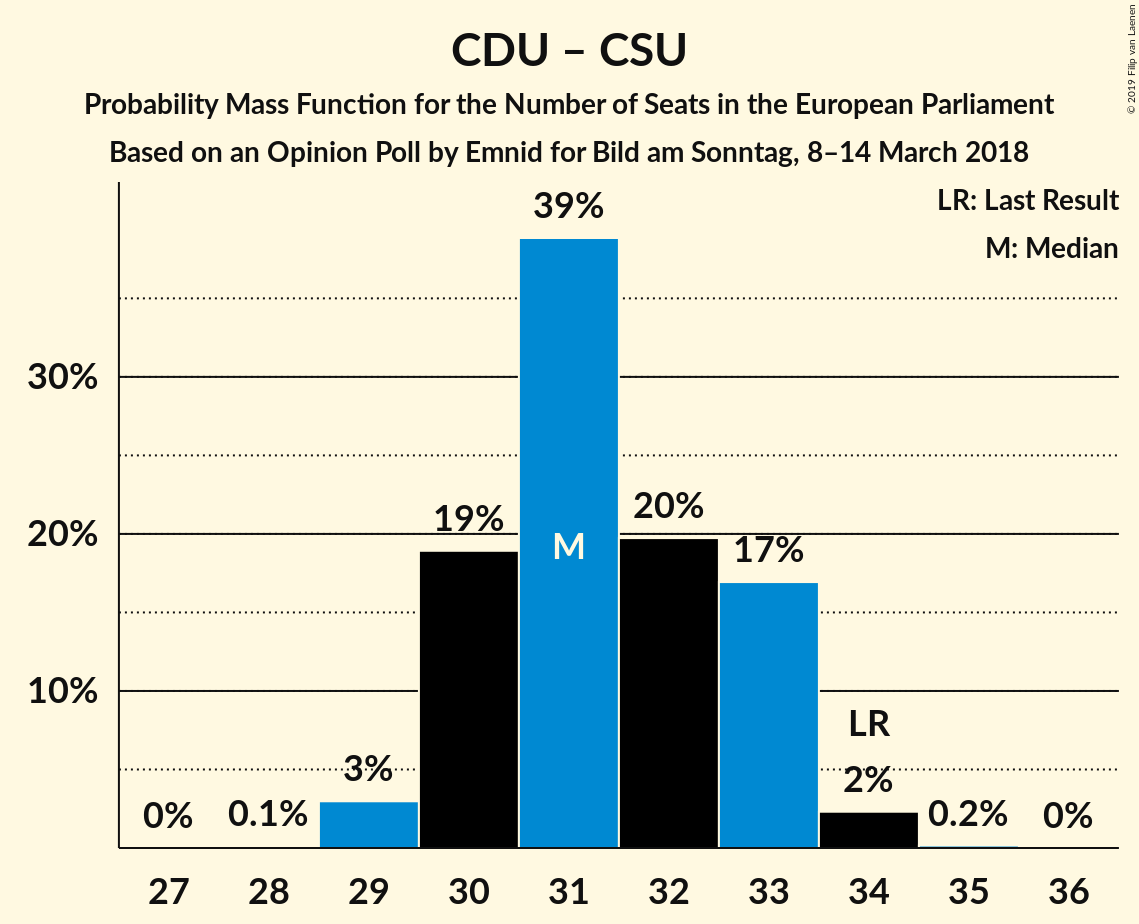 CDU – CSU
Probability Mass Function for the Number of Seats in the European Parliament
Based on an Opinion Poll by Emnid for Bild am Sonntag, 8–14 March 2018
© 2019 Filip van Laenen
LR: Last Result
M: Median
39%
30%
20%
19%
M
20%
17%
10%
LR
3%
2%
0%
0.1%
0.2%
0%
27 28 29 30 31 32 33 34 35 36